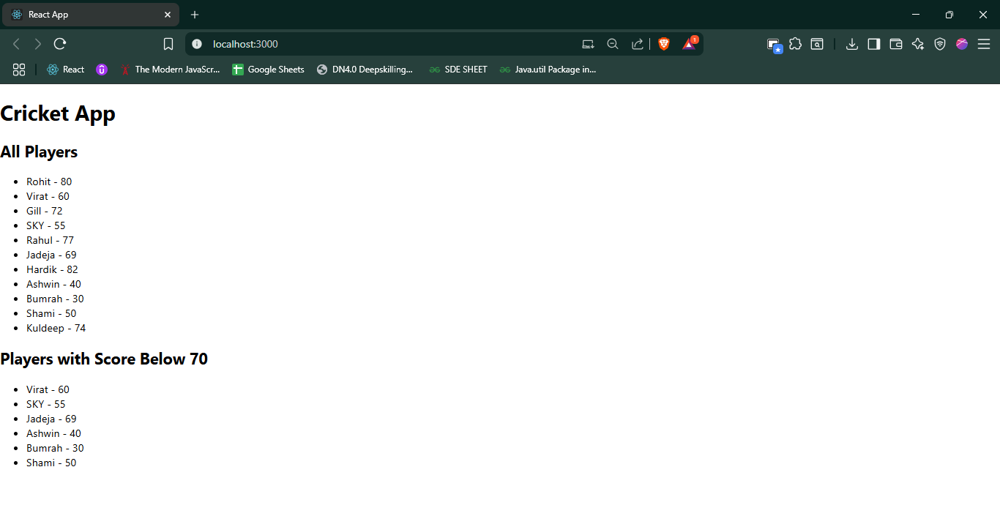 React App
localhost:3000
1
React
The Modern JavaScr...
Google Sheets
DN4.0 Deepskilling...
SDE SHEET
Java.util Package in...
Cricket App
All Players
• Rohit - 80
• Virat - 60
• Gill - 72
• SKY - 55
• Rahul - 77
• Jadeja - 69
• Hardik - 82
• Ashwin - 40
• Bumrah - 30
• Shami - 50
• Kuldeep - 74
Players with Score Below 70
• Virat - 60
• SKY - 55
• Jadeja - 69
• Ashwin - 40
• Bumrah - 30
• Shami - 50